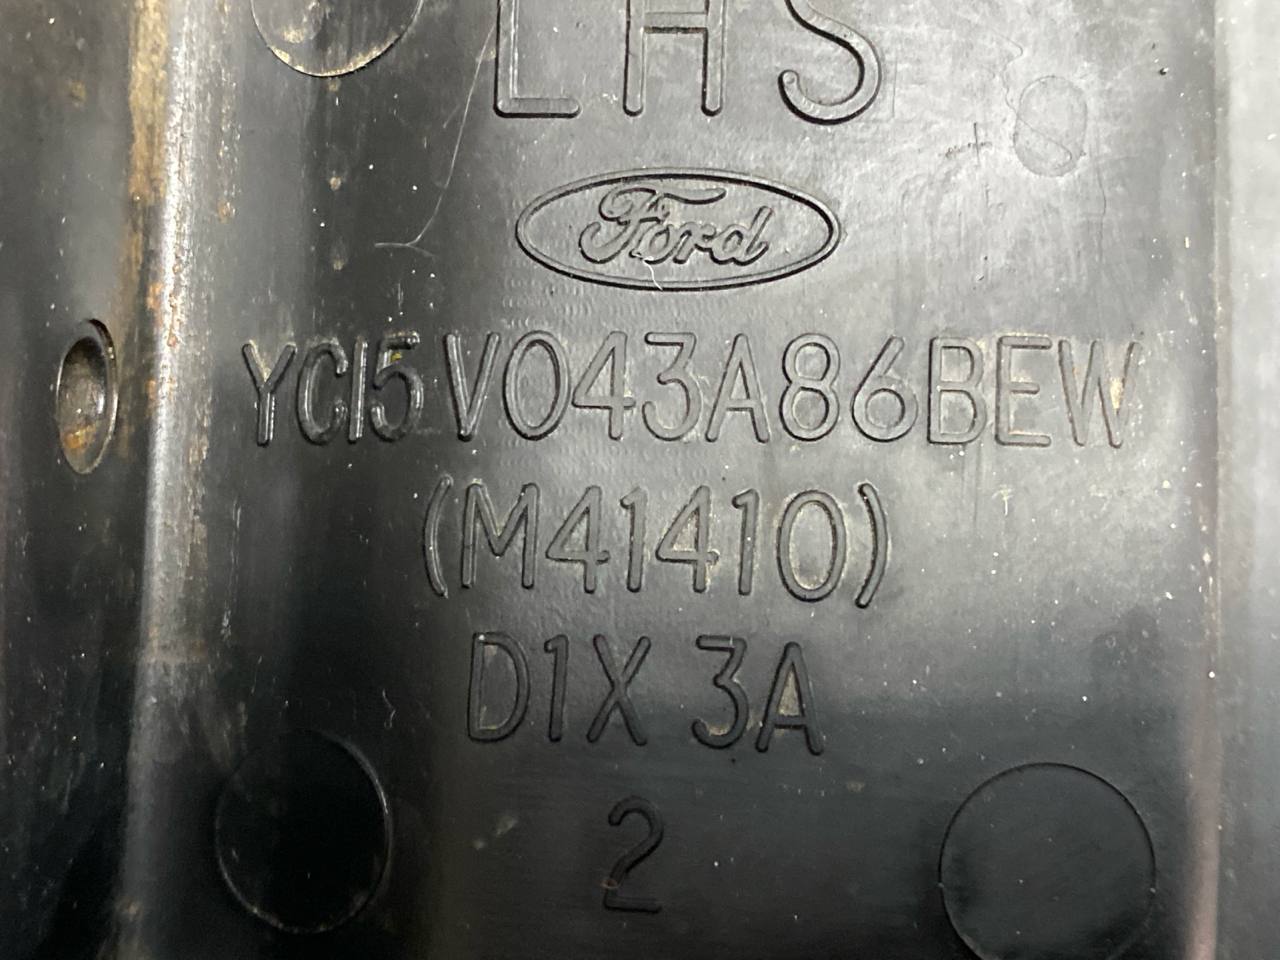 LHS
Ford
YC15 V043A86BEW
(M41410)
D1X 3A
2